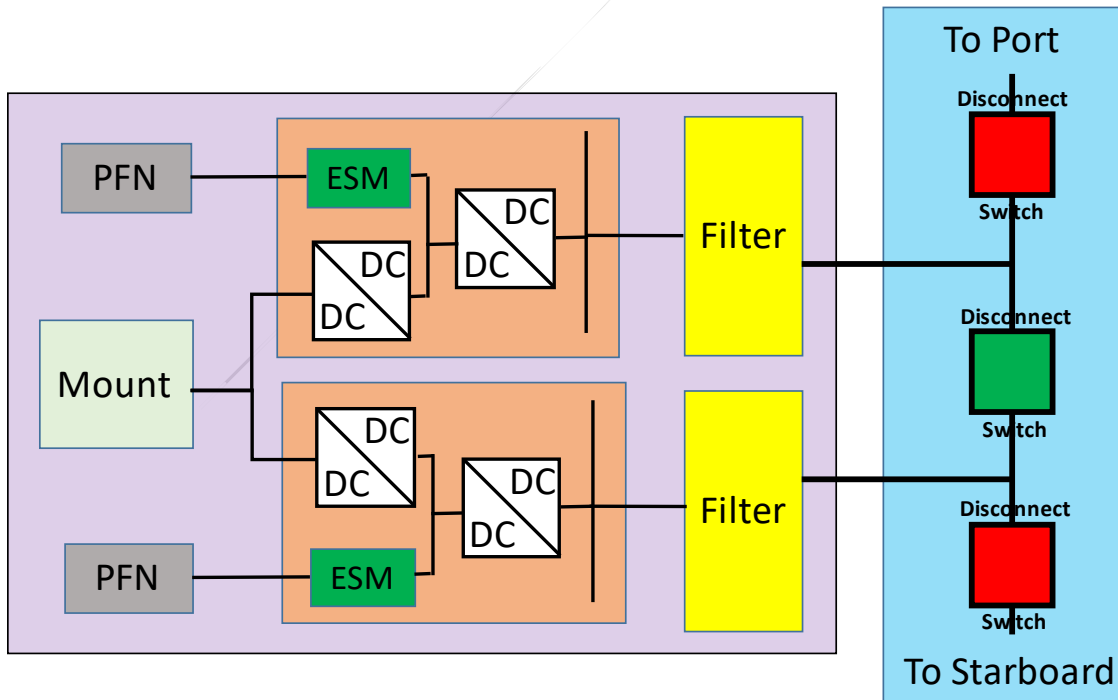 To Port
Disconnect
Switch
PFN
ESM
DC
DC
DC
DC
Filter
Disconnect
Switch
Mount
DC
DC
DC
DC
Filter
PFN
ESM
Disconnect
Switch
To Starboard